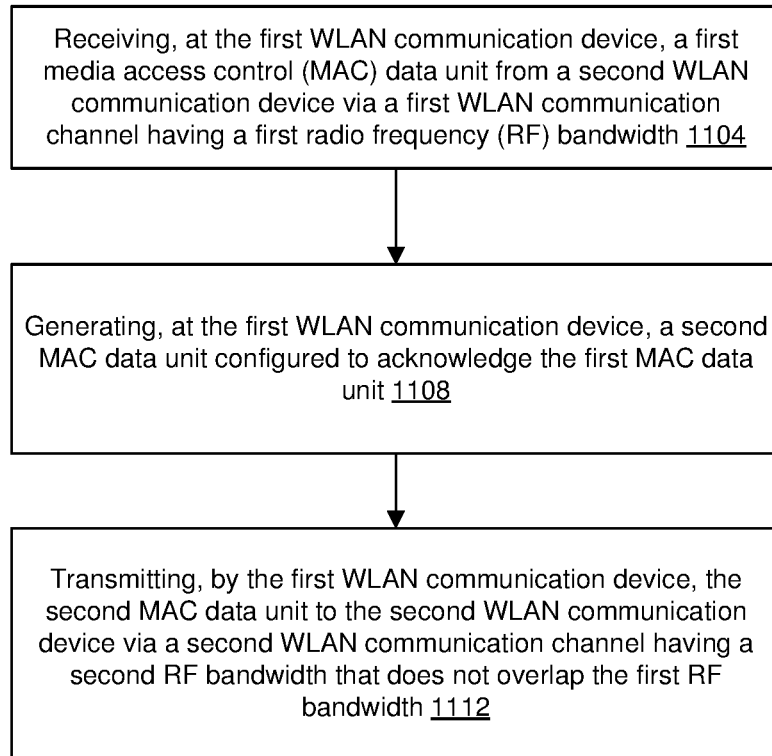 Receiving, at the first WLAN communication device, a first
media access control (MAC) data unit from a second WLAN
communication device via a first WLAN communication
channel having a first radio frequency (RF) bandwidth 1104
Generating, at the first WLAN communication device, a second
MAC data unit configured to acknowledge the first MAC data
unit 1108
Transmitting, by the first WLAN communication device, the
second MAC data unit to the second WLAN communication
device via a second WLAN communication channel having a
second RF bandwidth that does not overlap the first RF
bandwidth 1112